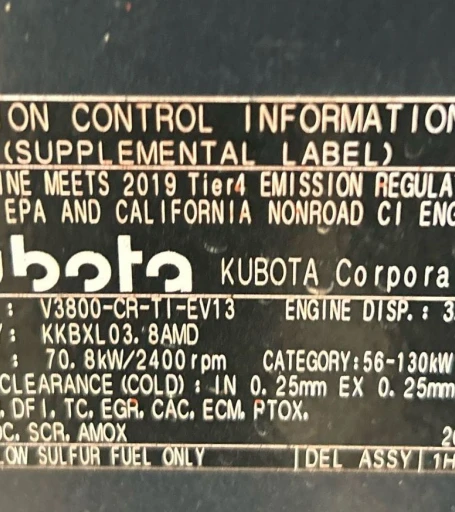 ON CONTROL INFORMATION
(SUPPLEMENTAL LABEL)
INE MEETS 2019 Tier4 EMISSION REGULA
EPA AND CALIFORNIA NONROAD CI ENG
bota KUBOTA Corpora
: V3800-CR-TI-EV13 ENGINE DISP.: 3.
: KKBXL03.8AMD
: 70.8kW/2400rpm CATEGORY:56-130kW
CLEARANCE (COLD) : IN 0.25mm EX 0.25mm
. DFI. TC. EGR. CAC. ECM. PTOX.
OC. SCR. AMOX 20
LOW SULFUR FUEL ONLY DEL ASSY 1H